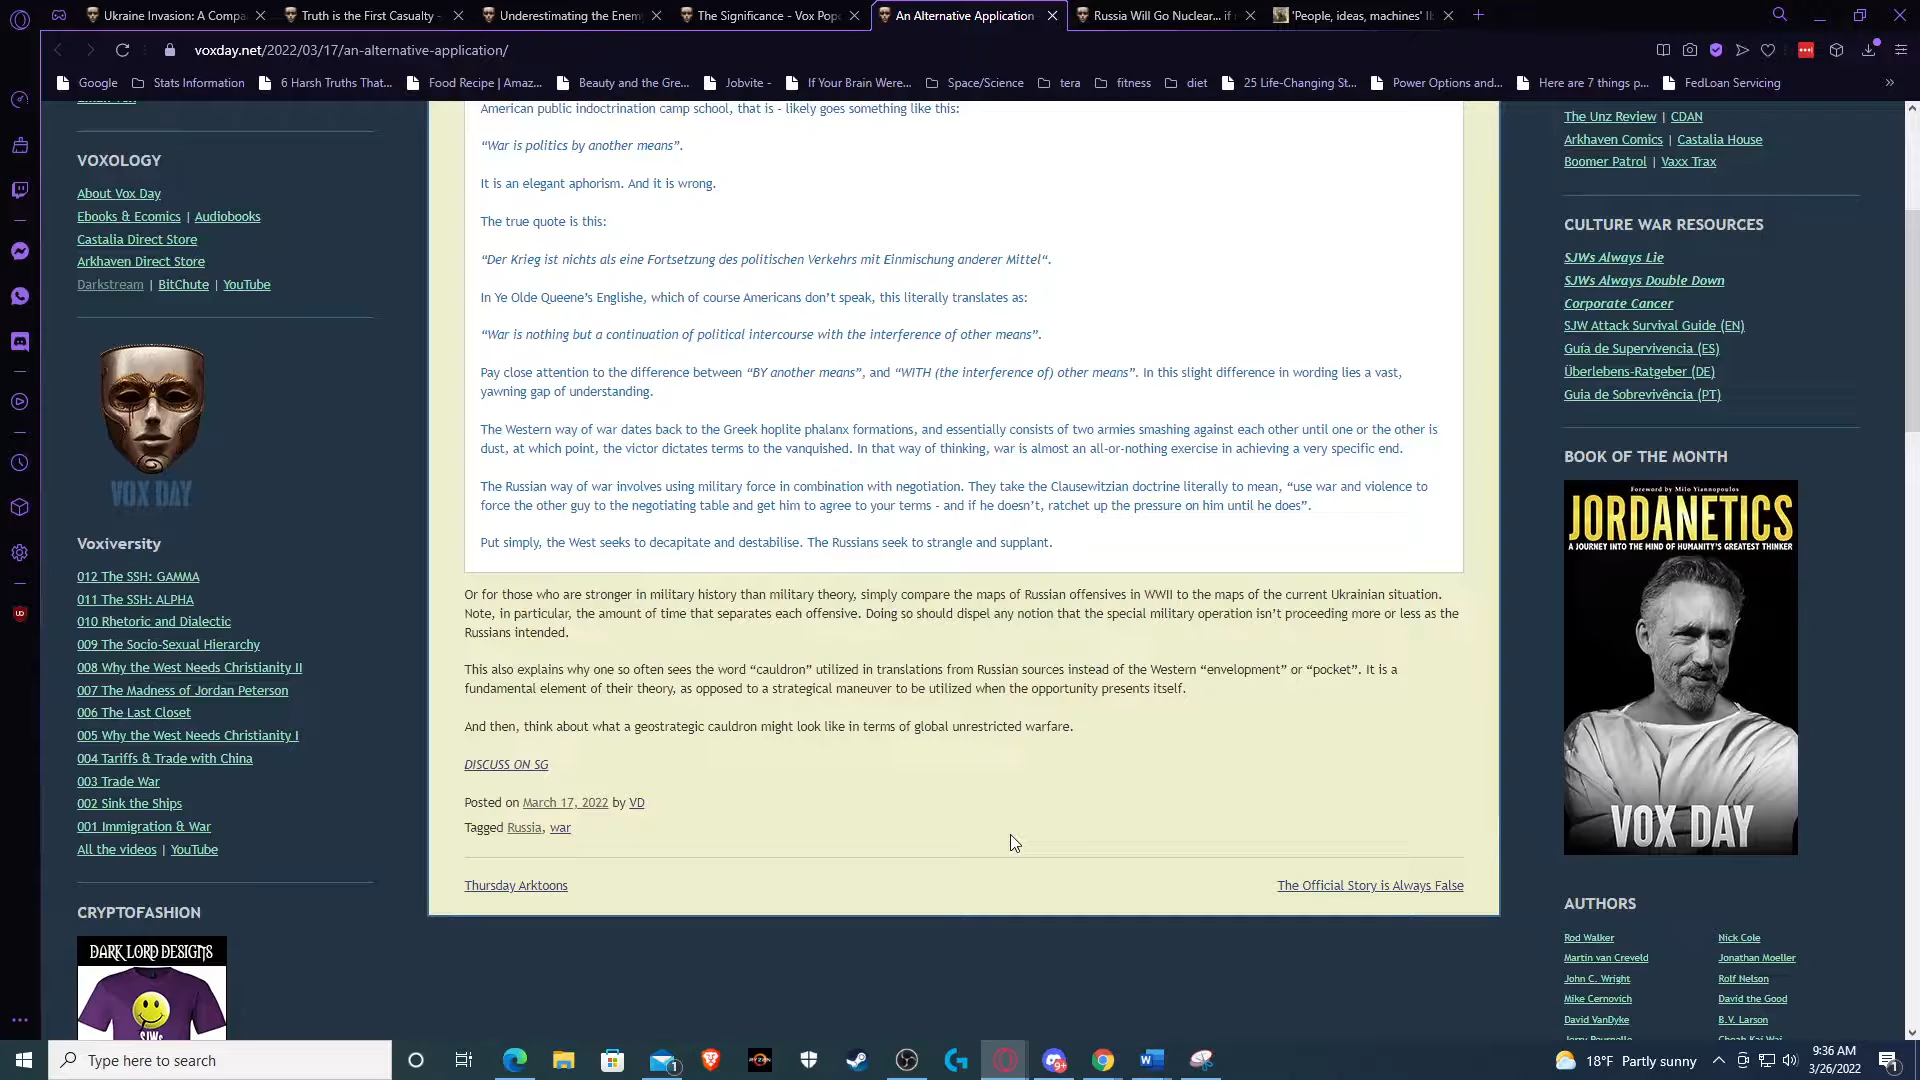 Ukraine Invasion: A Compa
Truth is the First Casualty -
Underestimating the Enem
The Significance - Vox Pop
An Alternative Application
Russia Will Go Nuclear... if
'People, ideas, machines' II:
voxday.net/2022/03/17/an-alternative-application/
Google
Stats Information
6 Harsh Truths That...
Food Recipe | Amaz...
Beauty and the Gre...
Jobvite -
If Your Brain Were...
Space/Science
tera
fitness
diet
25 Life-Changing St...
Power Options and...
Here are 7 things p...
FedLoan Servicing
VOXOLOGY
About Vox Day
Ebooks & Ecomics | Audiobooks
Castalia Direct Store
Arkhaven Direct Store
Darkstream | BitChute | YouTube
VOX DAY
Voxiversity
012 The SSH: GAMMA
011 The SSH: ALPHA
010 Rhetoric and Dialectic
009 The Socio-Sexual Hierarchy
008 Why the West Needs Christianity II
007 The Madness of Jordan Peterson
006 The Last Closet
005 Why the West Needs Christianity I
004 Tariffs & Trade with China
003 Trade War
002 Sink the Ships
001 Immigration & War
All the videos | YouTube
CRYPTOFASHION
DARK LORD DESIGNS
SJWs
American public indoctrination camp school, that is - likely goes something like this:
“War is politics by another means”.
It is an elegant aphorism. And it is wrong.
The true quote is this:
“Der Krieg ist nichts als eine Fortsetzung des politischen Verkehrs mit Einmischung anderer Mittel“.
In Ye Olde Queene’s Englishe, which of course Americans don’t speak, this literally translates as:
“War is nothing but a continuation of political intercourse with the interference of other means”.
Pay close attention to the difference between “BY another means”, and “WITH (the interference of) other means”. In this slight difference in wording lies a vast,
yawning gap of understanding.
The Western way of war dates back to the Greek hoplite phalanx formations, and essentially consists of two armies smashing against each other until one or the other is
dust, at which point, the victor dictates terms to the vanquished. In that way of thinking, war is almost an all-or-nothing exercise in achieving a very specific end.
The Russian way of war involves using military force in combination with negotiation. They take the Clausewitzian doctrine literally to mean, “use war and violence to
force the other guy to the negotiating table and get him to agree to your terms - and if he doesn’t, ratchet up the pressure on him until he does”.
Put simply, the West seeks to decapitate and destabilise. The Russians seek to strangle and supplant.
Or for those who are stronger in military history than military theory, simply compare the maps of Russian offensives in WWII to the maps of the current Ukrainian situation.
Note, in particular, the amount of time that separates each offensive. Doing so should dispel any notion that the special military operation isn’t proceeding more or less as the
Russians intended.
This also explains why one so often sees the word “cauldron” utilized in translations from Russian sources instead of the Western “envelopment” or “pocket”. It is a
fundamental element of their theory, as opposed to a strategical maneuver to be utilized when the opportunity presents itself.
And then, think about what a geostrategic cauldron might look like in terms of global unrestricted warfare.
DISCUSS ON SG
Posted on March 17, 2022 by VD
Tagged Russia, war
Thursday Arktoons
The Official Story is Always False
The Unz Review | CDAN
Arkhaven Comics | Castalia House
Boomer Patrol | Vaxx Trax
CULTURE WAR RESOURCES
SJWs Always Lie
SJWs Always Double Down
Corporate Cancer
SJW Attack Survival Guide (EN)
Guía de Supervivencia (ES)
Überlebens-Ratgeber (DE)
Guia de Sobrevivência (PT)
BOOK OF THE MONTH
Foreword by Milo Yiannopoulos
JORDANETICS
A JOURNEY INTO THE MIND OF HUMANITY'S GREATEST THINKER
VOX DAY
AUTHORS
Rod Walker
Nick Cole
Martin van Creveld
Jonathan Moeller
John C. Wright
Rolf Nelson
Mike Cernovich
David the Good
David VanDyke
B.V. Larson
Type here to search
18°F Partly sunny
9:36 AM
3/26/2022